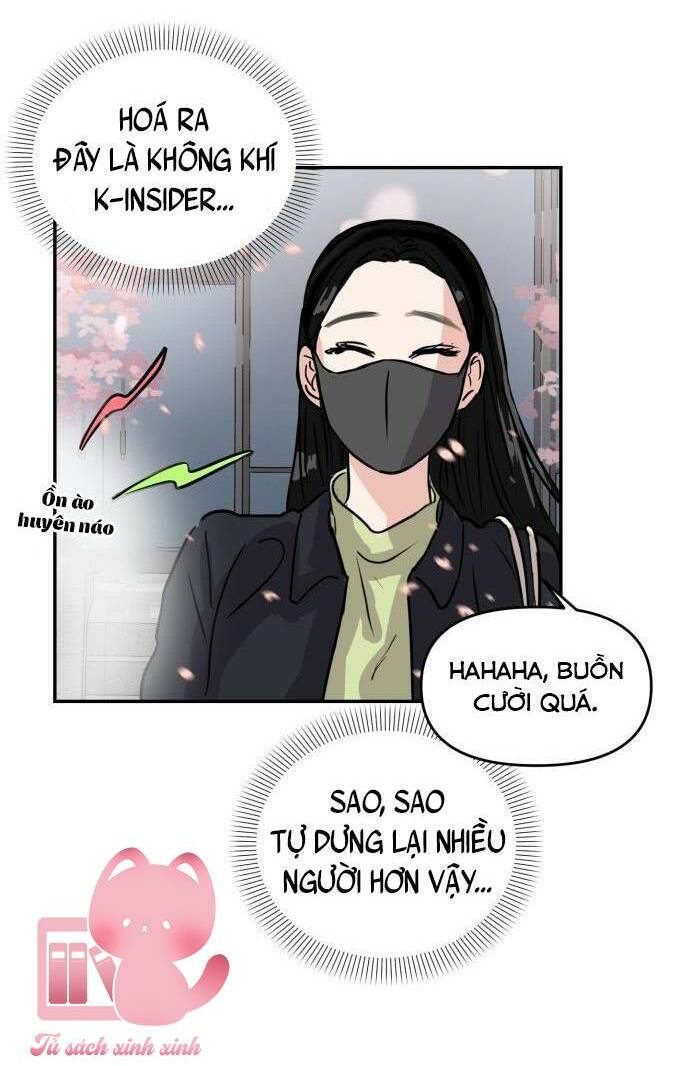 HOÁ RA
ĐÂY LÀ KHÔNG KHÍ
K-INSIDER...
Ồn ào
huyên náo
HAHAHA, BUỒN
CƯỜI QUÁ.
SAO, SAO
TỰ DƯNG LẠI NHIỀU
NGƯỜI HƠN VẬY...
Tủ sách xinh xinh